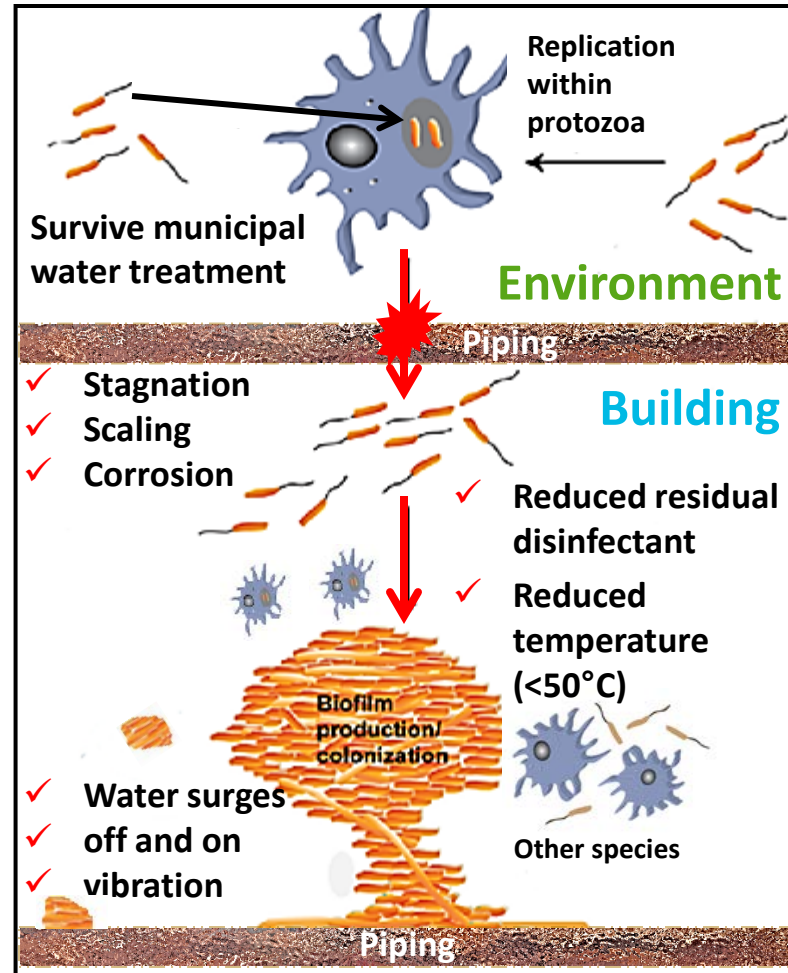 Replication
within
protozoa
Survive municipal
water treatment
Environment
Piping
Stagnation
Scaling
Corrosion
Building
Reduced residual
disinfectant
Reduced
temperature
(<50°C)
Biofilm
production/
colonization
Water surges
off and on
vibration
Other species
Piping